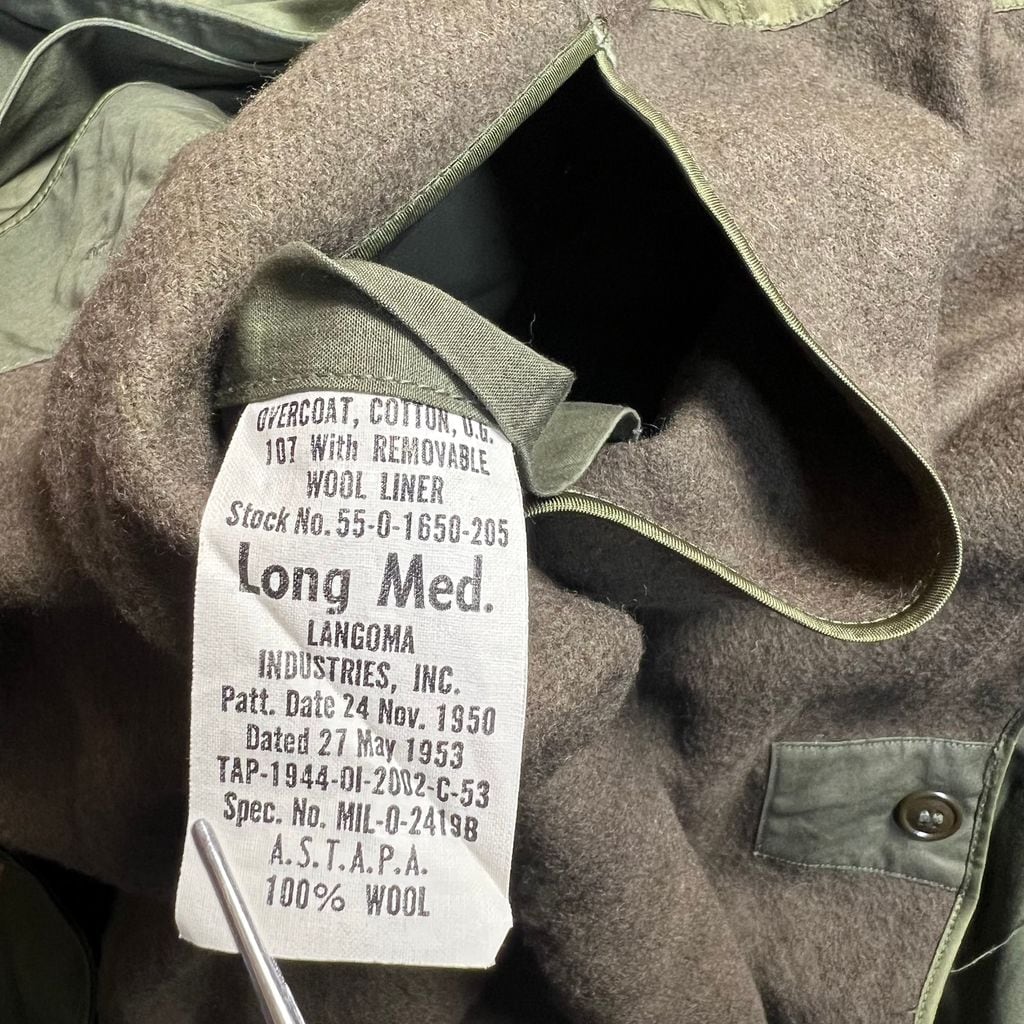 OVERCOAT, COTTON, O.G.
107 With REMOVABLE
WOOL LINER
Stock No. 55-O-1650-205
Long Med.
LANGOMA
INDUSTRIES, INC.
Patt. Date 24 Nov. 1950
Dated 27 May 1953
TAP-1944-OI-2002-C-53
Spec. No. MIL-O-2419B
A.S.T.A.P.A.
100% WOOL